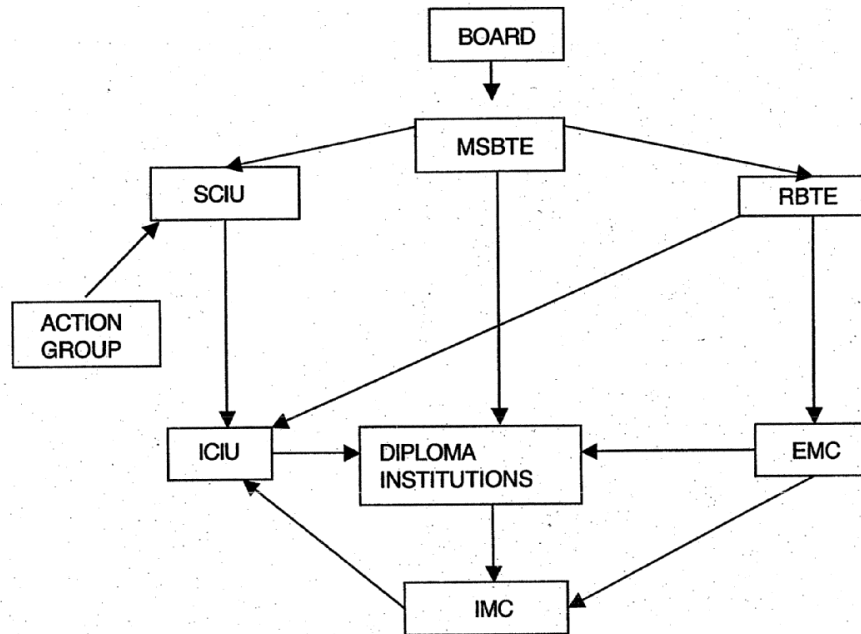 BOARD
MSBTE
SCIU
RBTE
ACTION
GROUP
ICIU
DIPLOMA
INSTITUTIONS
EMC
IMC